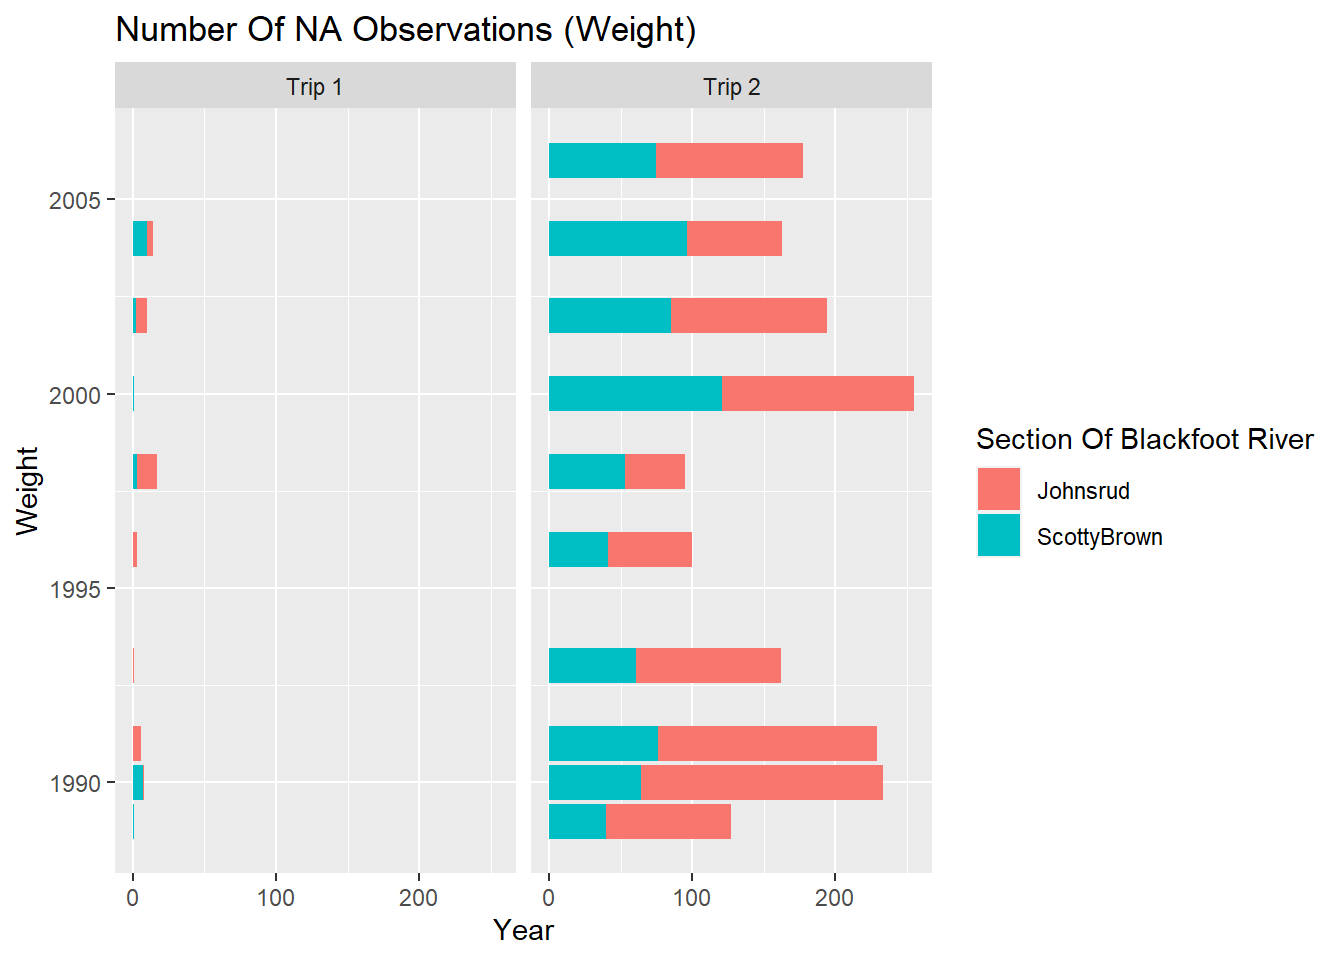 Number Of NA Observations (Weight)
Trip 1
Trip 2
2005
2000
1995
1990
Weight
0 100 200
0 100 200
Year
Section Of Blackfoot River
Johnsrud
ScottyBrown